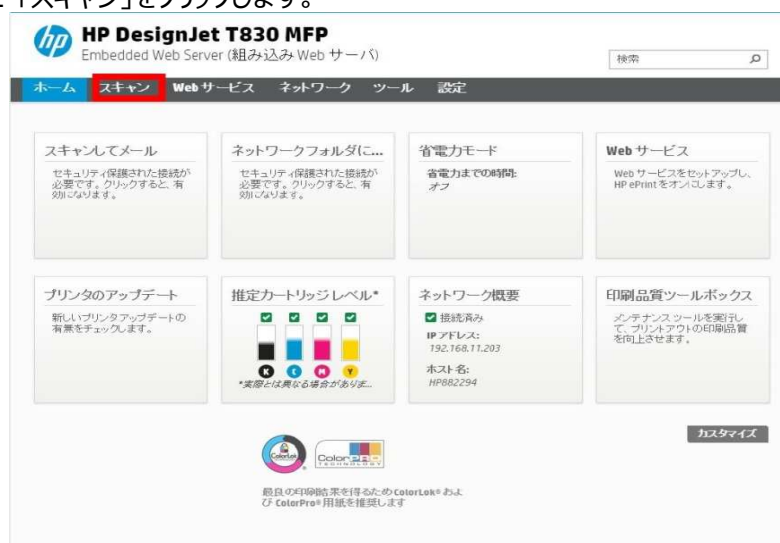 「スキャン」をクリックします。
HP DesignJet T830 MFP
Embedded Web Server (組み込み Web サーバ)
検索
ホーム スキャン Web サービス ネットワーク ツール 設定
スキャンしてメール
セキュリティ保護された接続が
必要です。クリックすると、有
効になります。
ネットワークフォルダに...
セキュリティ保護された接続が
必要です。クリックすると、有
効になります。
省電力モード
省電力までの時間:
オフ
Web サービス
Web サービスをセットアップし、
HP ePrint をオンにします。
プリンタのアップデート
新しいプリンタアップデートの
有無をチェックします。
推定カートリッジ レベル*
K C M Y
*実際とは異なる場合がありま...
ネットワーク概要
接続済み
IP アドレス:
192.168.11.203
ホスト名:
HP882294
印刷品質ツールボックス
メンテナンス ツールを実行し
て、プリントアウトの印刷品質
を向上させます。
カスタマイズ
ColorLok
Color
TECHNOLOGY
最良の印刷結果を得るため ColorLok® およ
び ColorPro® 用紙を推奨します